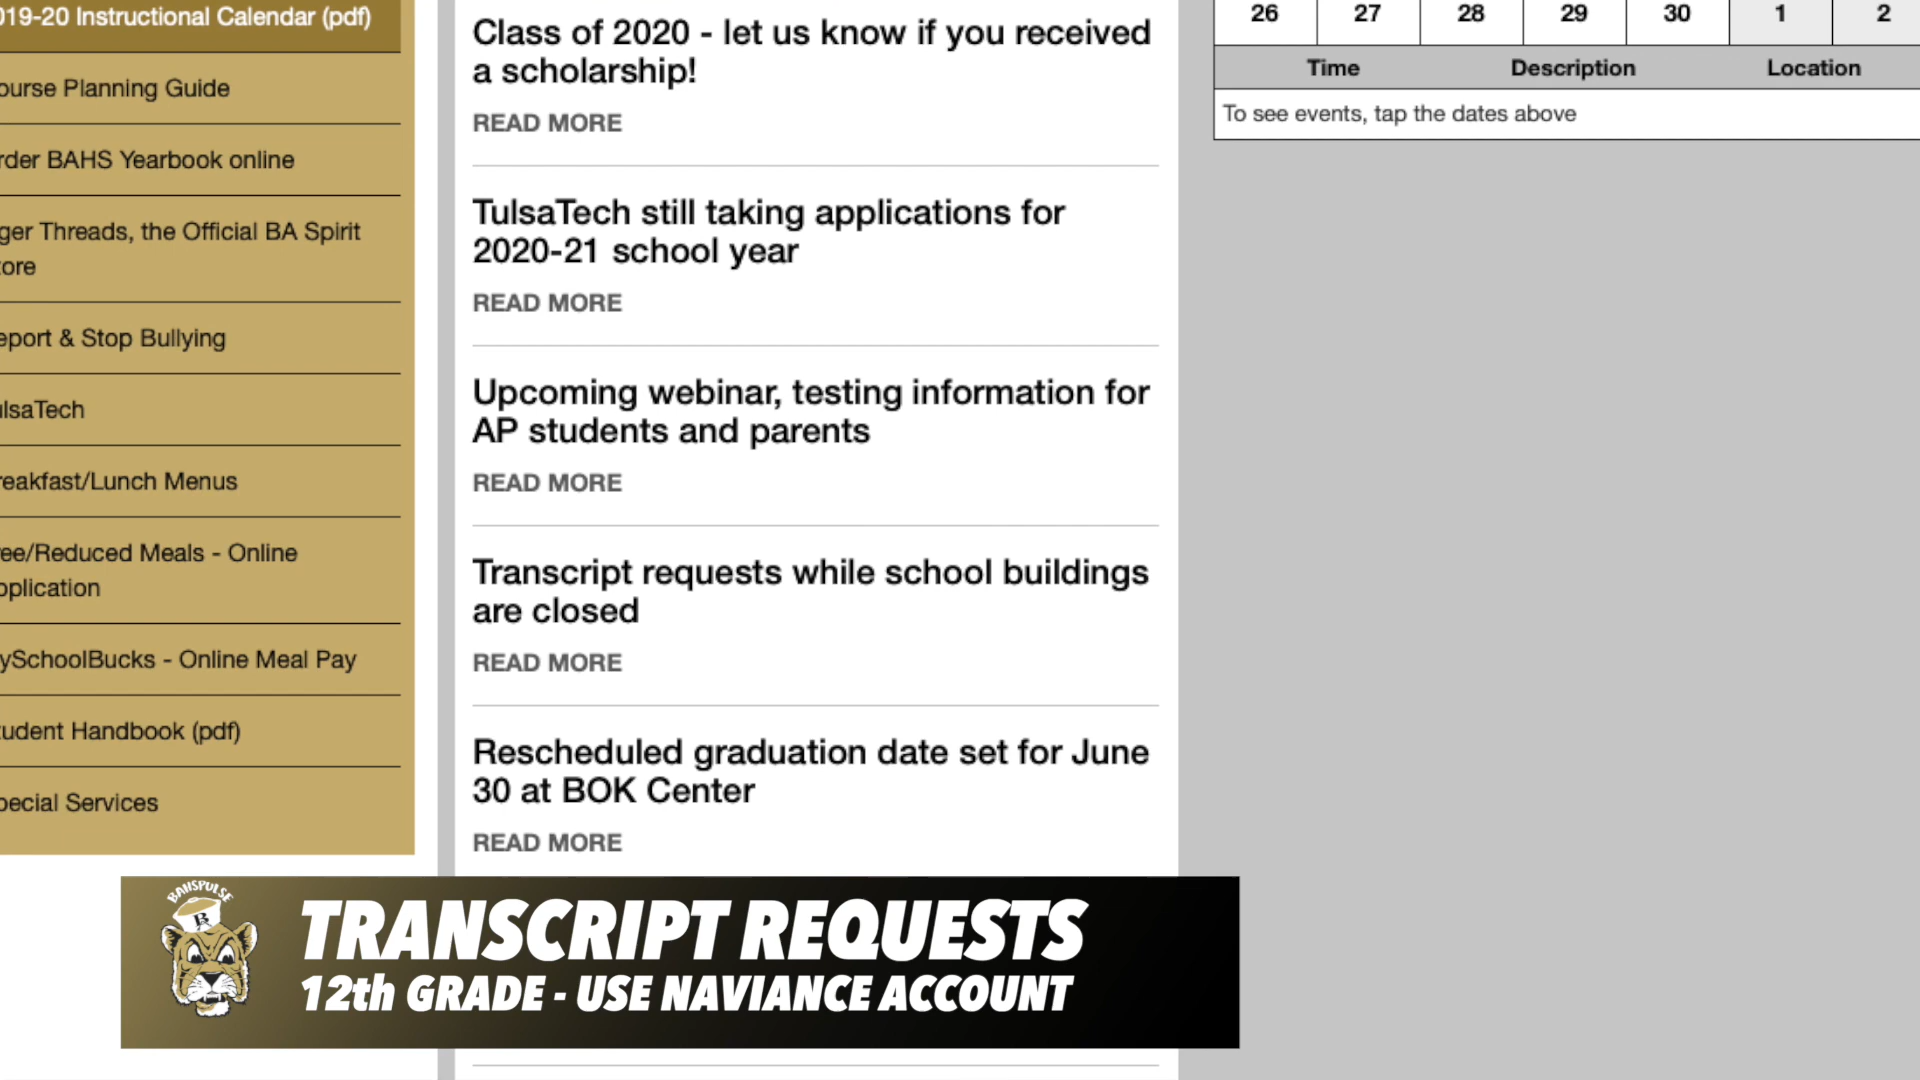 019-20 Instructional Calendar (pdf)
ourse Planning Guide
rder BAHS Yearbook online
ger Threads, the Official BA Spirit
ore
eport & Stop Bullying
ulsaTech
reakfast/Lunch Menus
ree/Reduced Meals - Online
pplication
ySchoolBucks - Online Meal Pay
tudent Handbook (pdf)
pecial Services
Class of 2020 - let us know if you received
a scholarship!
READ MORE
TulsaTech still taking applications for
2020-21 school year
READ MORE
Upcoming webinar, testing information for
AP students and parents
READ MORE
Transcript requests while school buildings
are closed
READ MORE
Rescheduled graduation date set for June
30 at BOK Center
READ MORE
26 27 28 29 30 1 2
Time Description Location
To see events, tap the dates above
BAHSPULSE
B
TRANSCRIPT REQUESTS
12th GRADE - USE NAVIANCE ACCOUNT